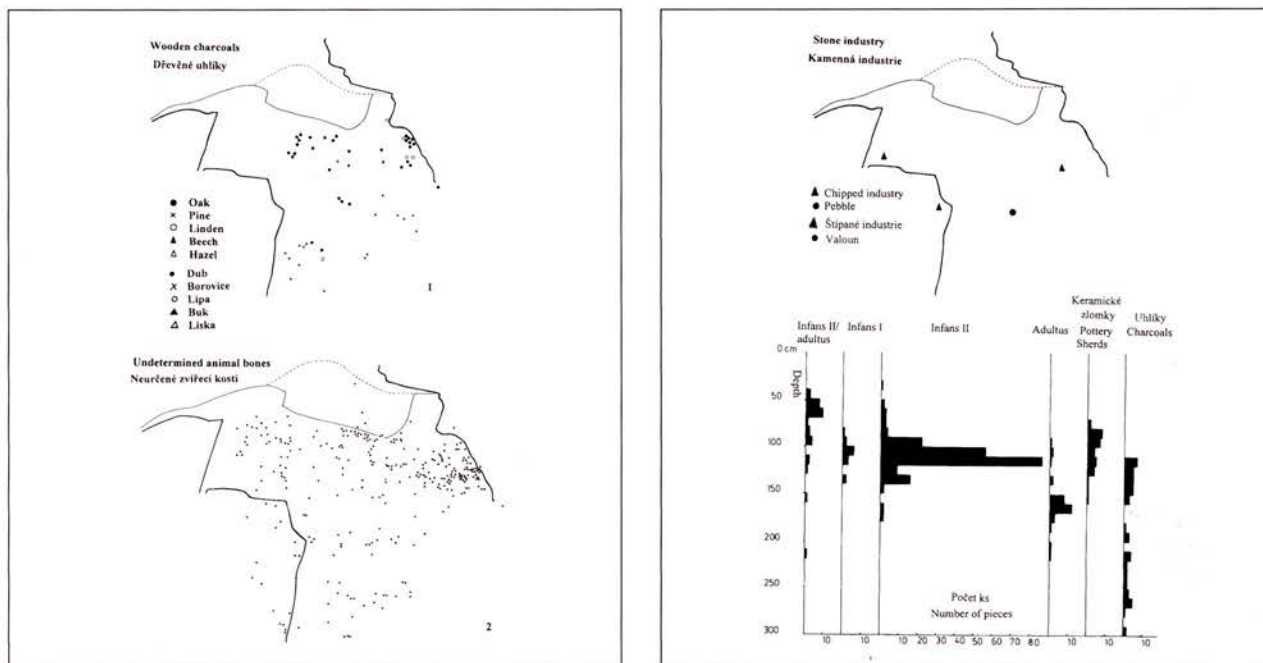 Wooden charcoals
Dřevěné uhlíky
● Oak
× Pine
○ Linden
▲ Beech
△ Hazel
● Dub
× Borovice
○ Lípa
▲ Buk
△ Líska
1
Undetermined animal bones
Neurčené zvířecí kosti
2
Stone industry
Kamenná industrie
▲ Chipped industry
● Pebble
▲ Štípané industrie
● Valoun
Infans II/
adultus
Infans I
Infans II
Adultus
Keramické
zlomky
Pottery
Sherds
Uhlíky
Charcoals
0 cm
Depth
50
100
150
200
250
300
Počet ks
Number of pieces
10 10 10 20 30 40 50 60 70 80 10 10 10